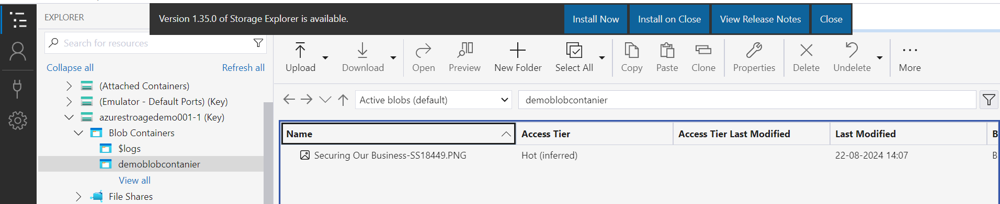 Version 1.35.0 of Storage Explorer is available.
Install Now
Install on Close
View Release Notes
Close
EXPLORER
Search for resources
Collapse all
Refresh all
(Attached Containers)
(Emulator - Default Ports) (Key)
azurestroagedemo001-1 (Key)
Blob Containers
$logs
demoblobcontanier
View all
File Shares
Upload
Download
Open
Preview
New Folder
Select All
Copy
Paste
Clone
Properties
Delete
Undelete
More
Active blobs (default)
demoblobcontanier
Name
Access Tier
Access Tier Last Modified
Last Modified
B
Securing Our Business-SS18449.PNG
Hot (inferred)
22-08-2024 14:07
B